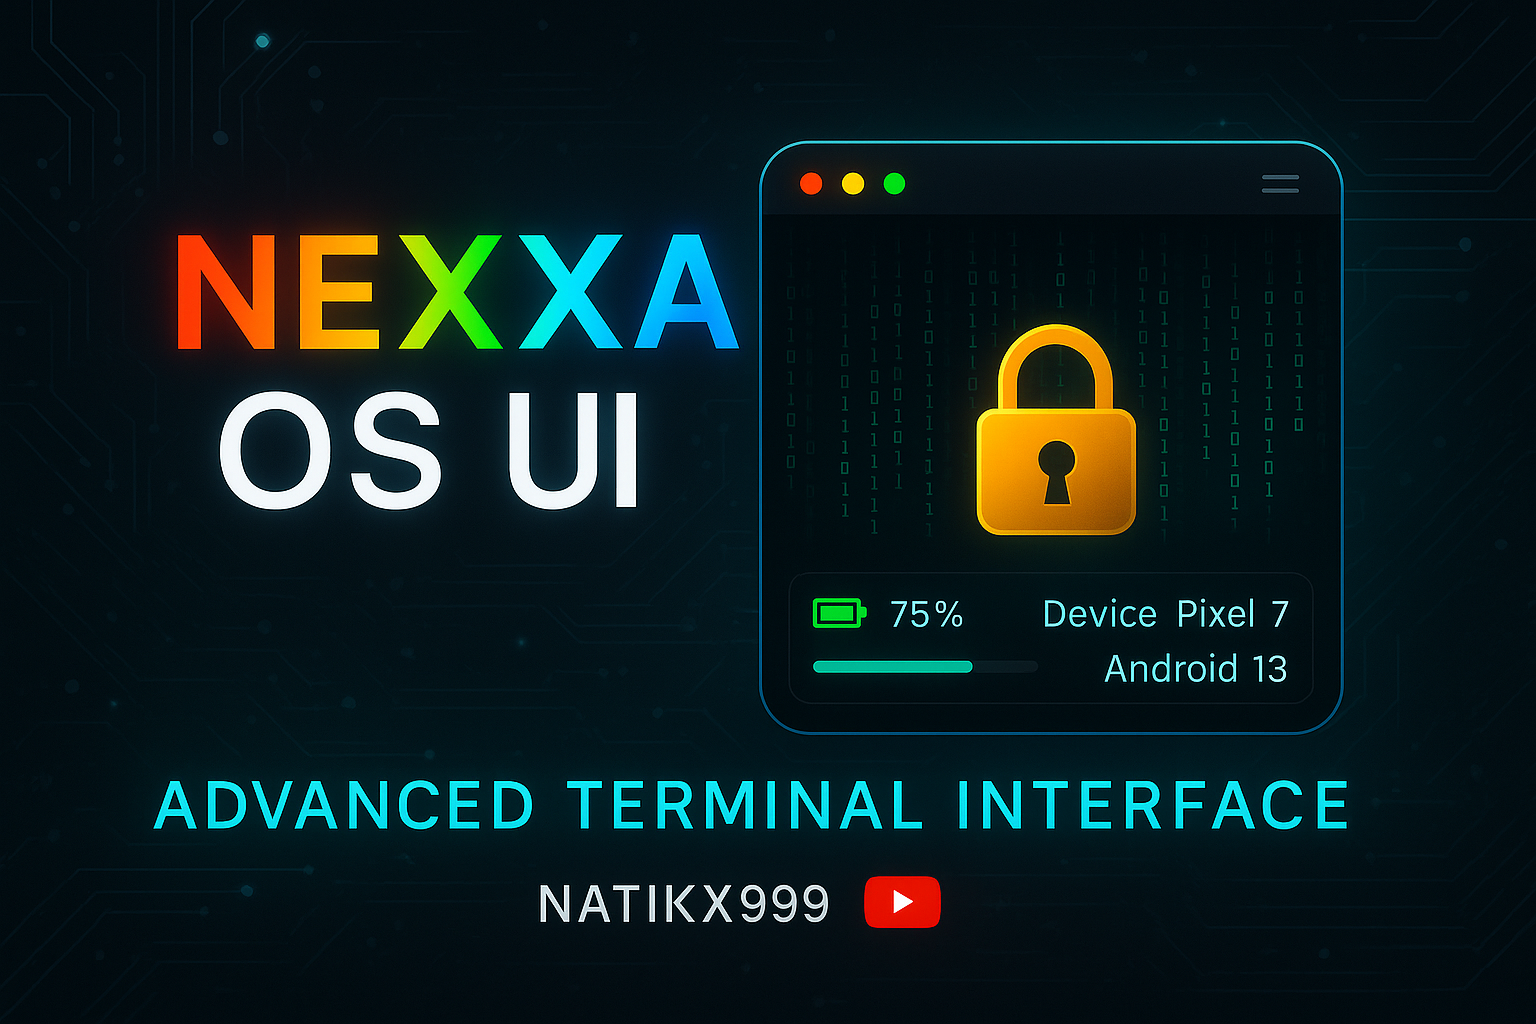 NEXXA
OS UI
75%
Device Pixel 7
Android 13
ADVANCED TERMINAL INTERFACE
NATIKX999